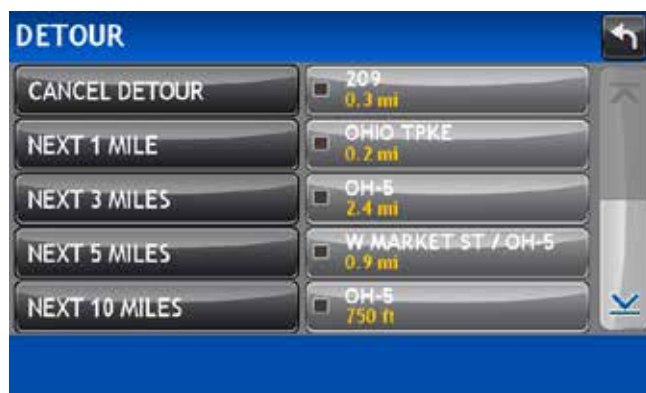 DETOUR
CANCEL DETOUR
209
0.3 mi
NEXT 1 MILE
OHIO TPKE
0.2 mi
NEXT 3 MILES
OH-5
2.4 mi
NEXT 5 MILES
W MARKET ST / OH-5
0.9 mi
NEXT 10 MILES
OH-5
750 ft